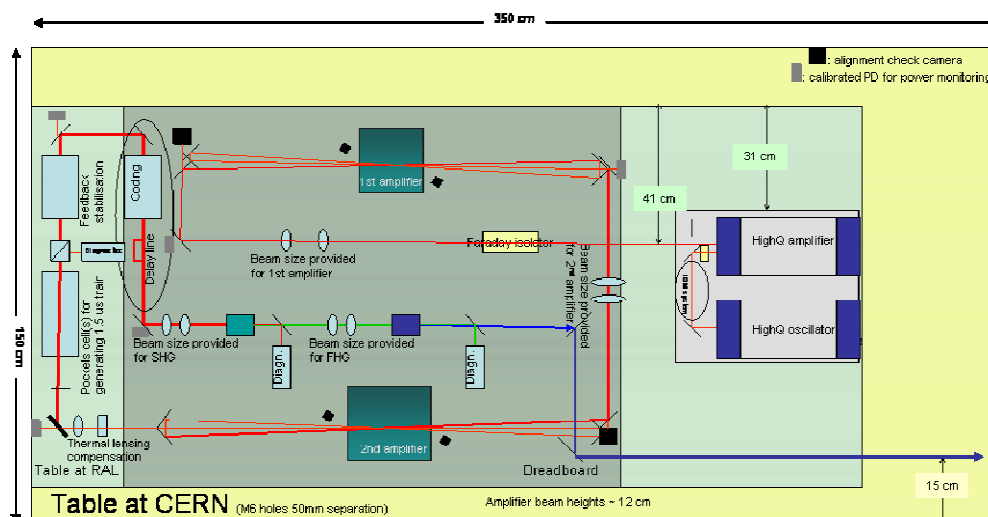 350 cm
: alignment check camera
: calibrated PD for power monitoring
31 cm
41 cm
1st amplifier
Feedback
stabilisation
Coding
Delay line
Faraday isolator
Beam size provided
for 1st amplifier
Beam size provided
for 2nd amplifier
HighQ amplifier
HighQ oscillator
150 cm
Pockels cell(s) for
generating 1.5 us train
Beam size provided
for SHG
Beam size provided
for FHG
Diagn.
Diagn.
2nd amplifier
Thermal lensing
compensation
Table at RAL
Breadboard
15 cm
Table at CERN (M6 holes 50mm separation)
Amplifier beam heights ~ 12 cm